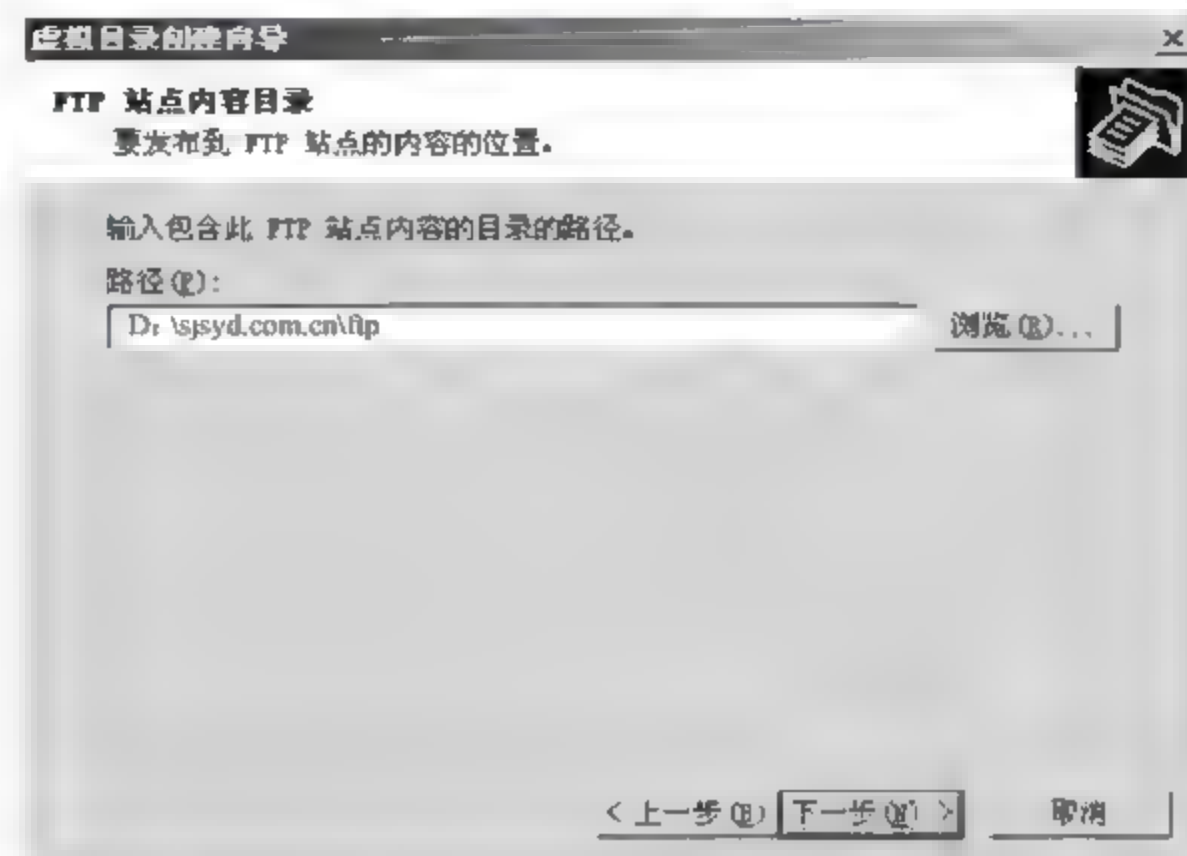 虚拟目录创建向导
FTP 站点内容目录
要发布到 FTP 站点的内容的位置。
输入包含此 FTP 站点内容的目录的路径。
路径(P):
D: \sjsyd.com.cn\ftp
浏览(R)...
< 上一步(B) 下一步(N) > 取消